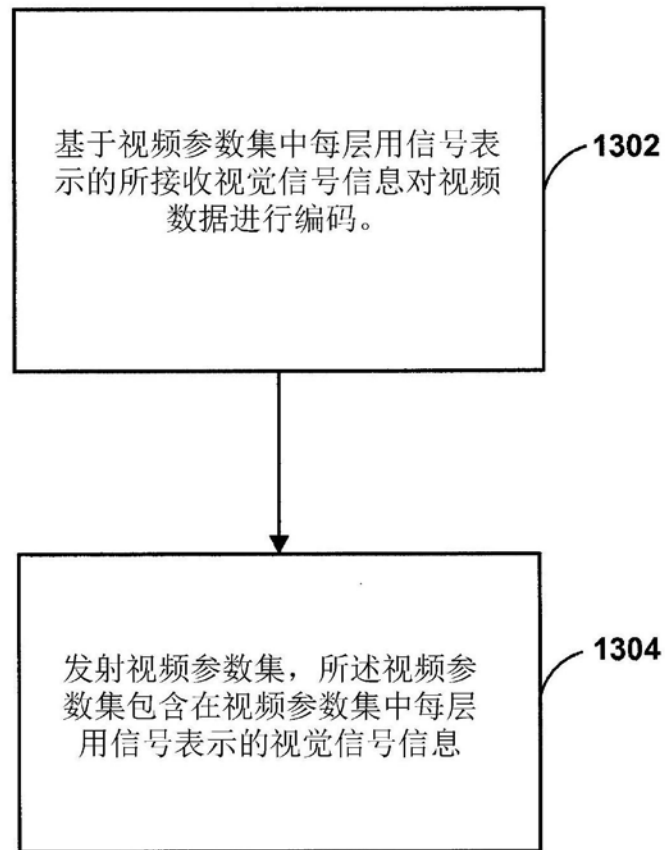 基于视频参数集中每层用信号表
示的所接收视觉信号信息对视频
数据进行编码。
1302
发射视频参数集，所述视频参
数集包含在视频参数集中每层
用信号表示的视觉信号信息
1304